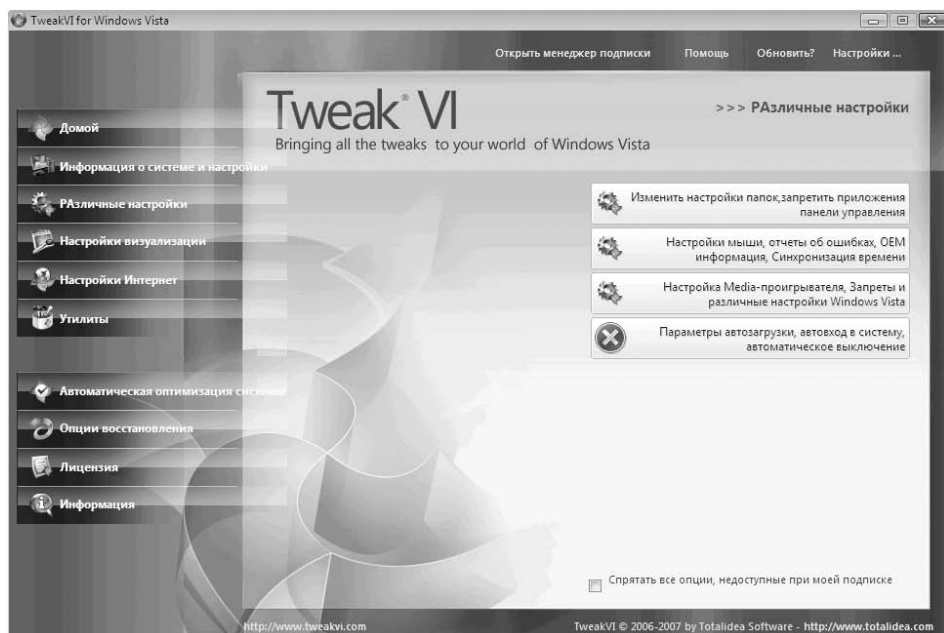 TweakVI for Windows Vista
Открыть менеджер подписки Помощь Обновить? Настройки ...
Tweak® VI
Bringing all the tweaks to your world of Windows Vista
>>> РАзличные настройки
Домой
Информация о системе и настройки
РАзличные настройки
Настройки визуализации
Настройки Интернет
Утилиты
Автоматическая оптимизация системы
Опции восстановления
Лицензия
Информация
Изменить настройки папок,запретить приложения
панели управления
Настройки мыши, отчеты об ошибках, OEM
информация, Синхронизация времени
Настройка Media-проигрывателя, Запреты и
различные настройки Windows Vista
Параметры автозагрузки, автовход в систему,
автоматическое выключение
Спрятать все опции, недоступные при моей подписке
http://www.tweakvi.com
TweakVI © 2006-2007 by Totalidea Software - http://www.totalidea.com